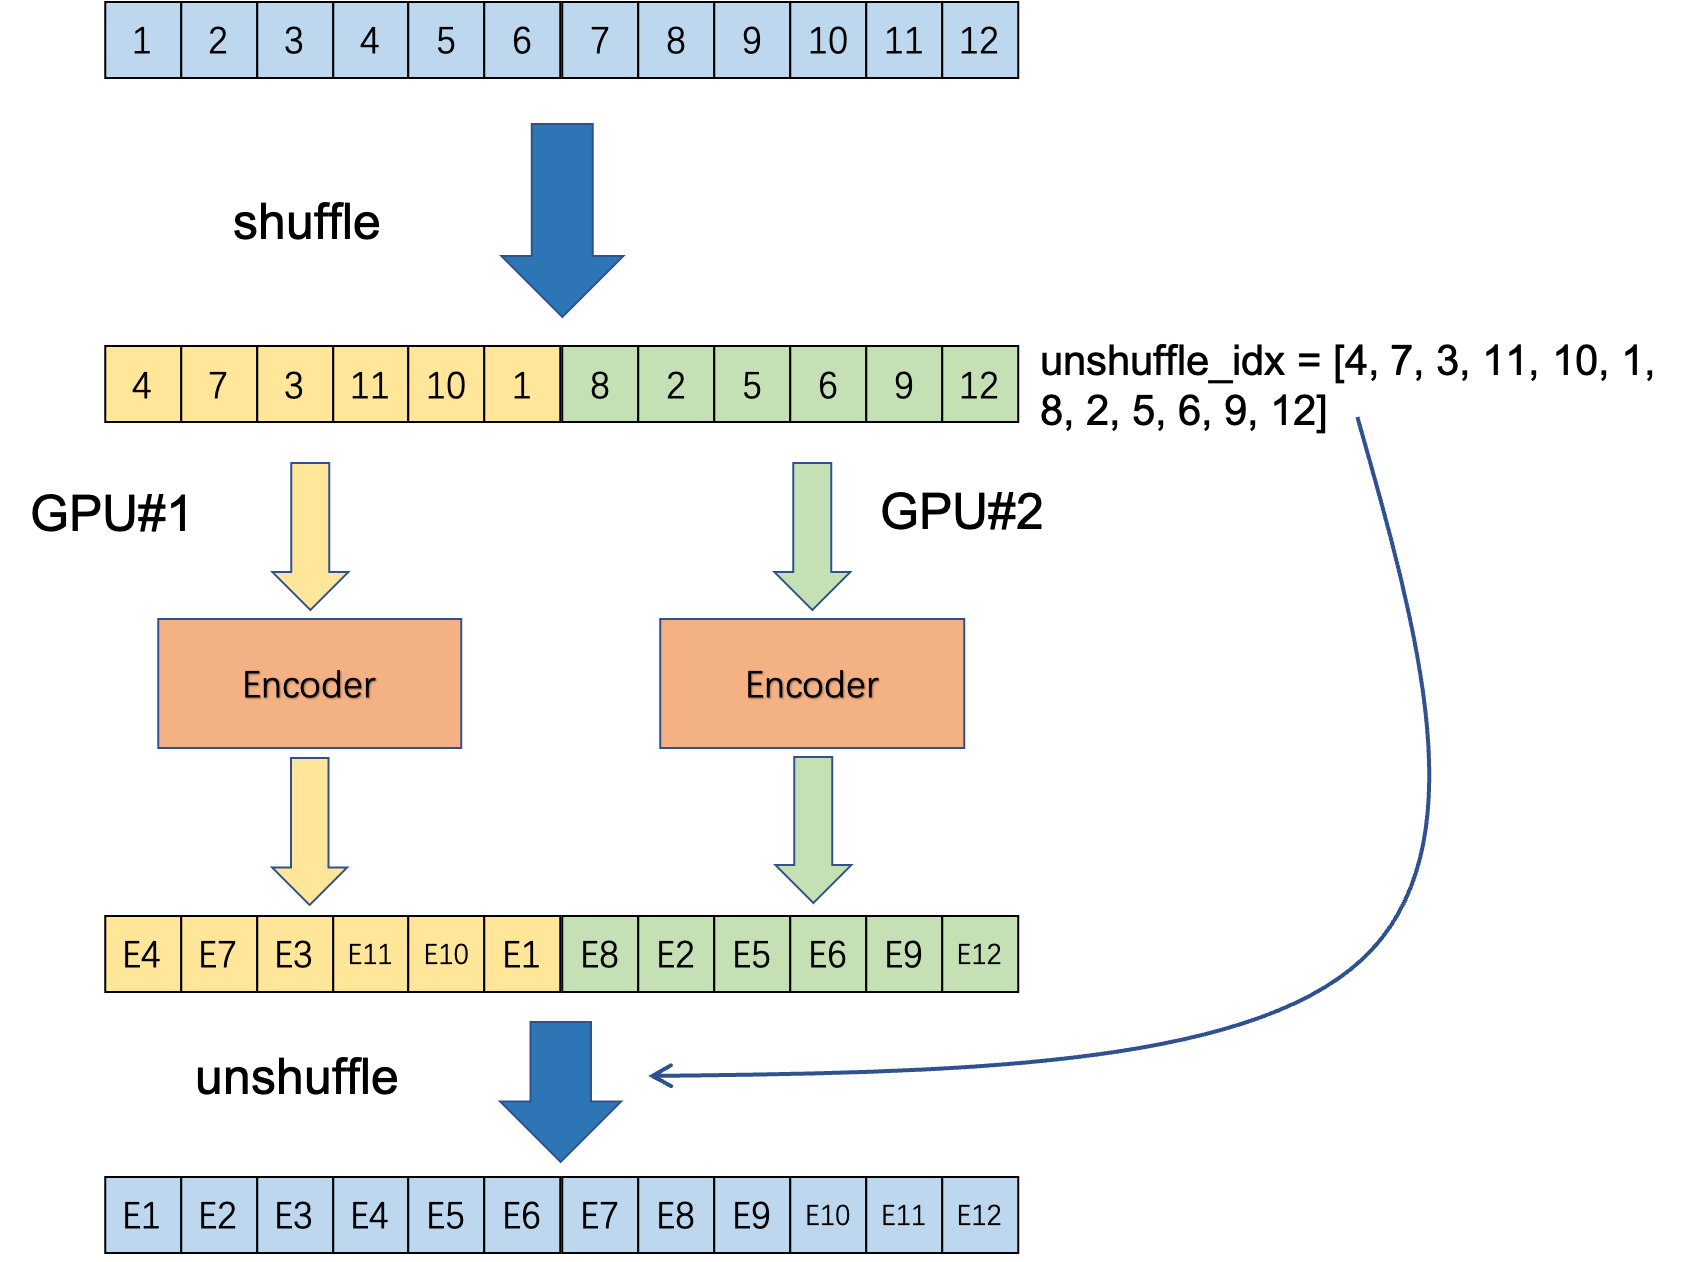 1 2 3 4 5 6 7 8 9 10 11 12
shuffle
4 7 3 11 10 1 8 2 5 6 9 12
unshuffle_idx = [4, 7, 3, 11, 10, 1,
8, 2, 5, 6, 9, 12]
GPU#1
GPU#2
Encoder
Encoder
E4 E7 E3 E11 E10 E1 E8 E2 E5 E6 E9 E12
unshuffle
E1 E2 E3 E4 E5 E6 E7 E8 E9 E10 E11 E12